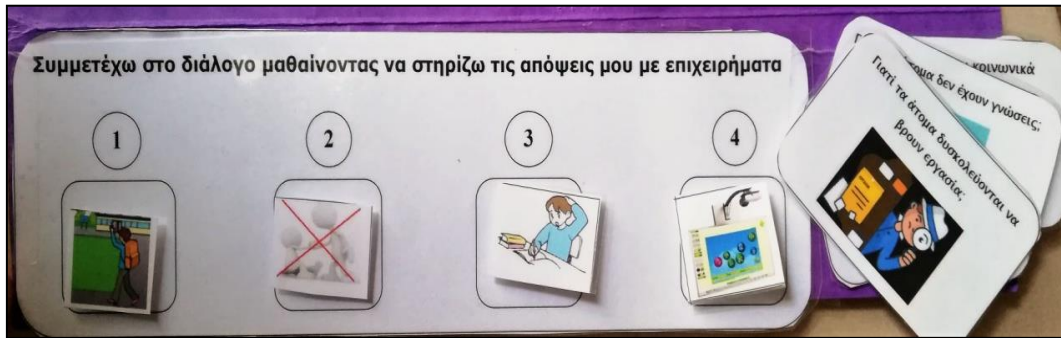 Συμμετέχω στο διάλογο μαθαίνοντας να στηρίζω τις απόψεις μου με επιχειρήματα
1
2
3
4
κοινωνικά
δεν έχουν γνώσεις;
Γιατί τα άτομα δυσκολεύονται να
βρουν εργασία;